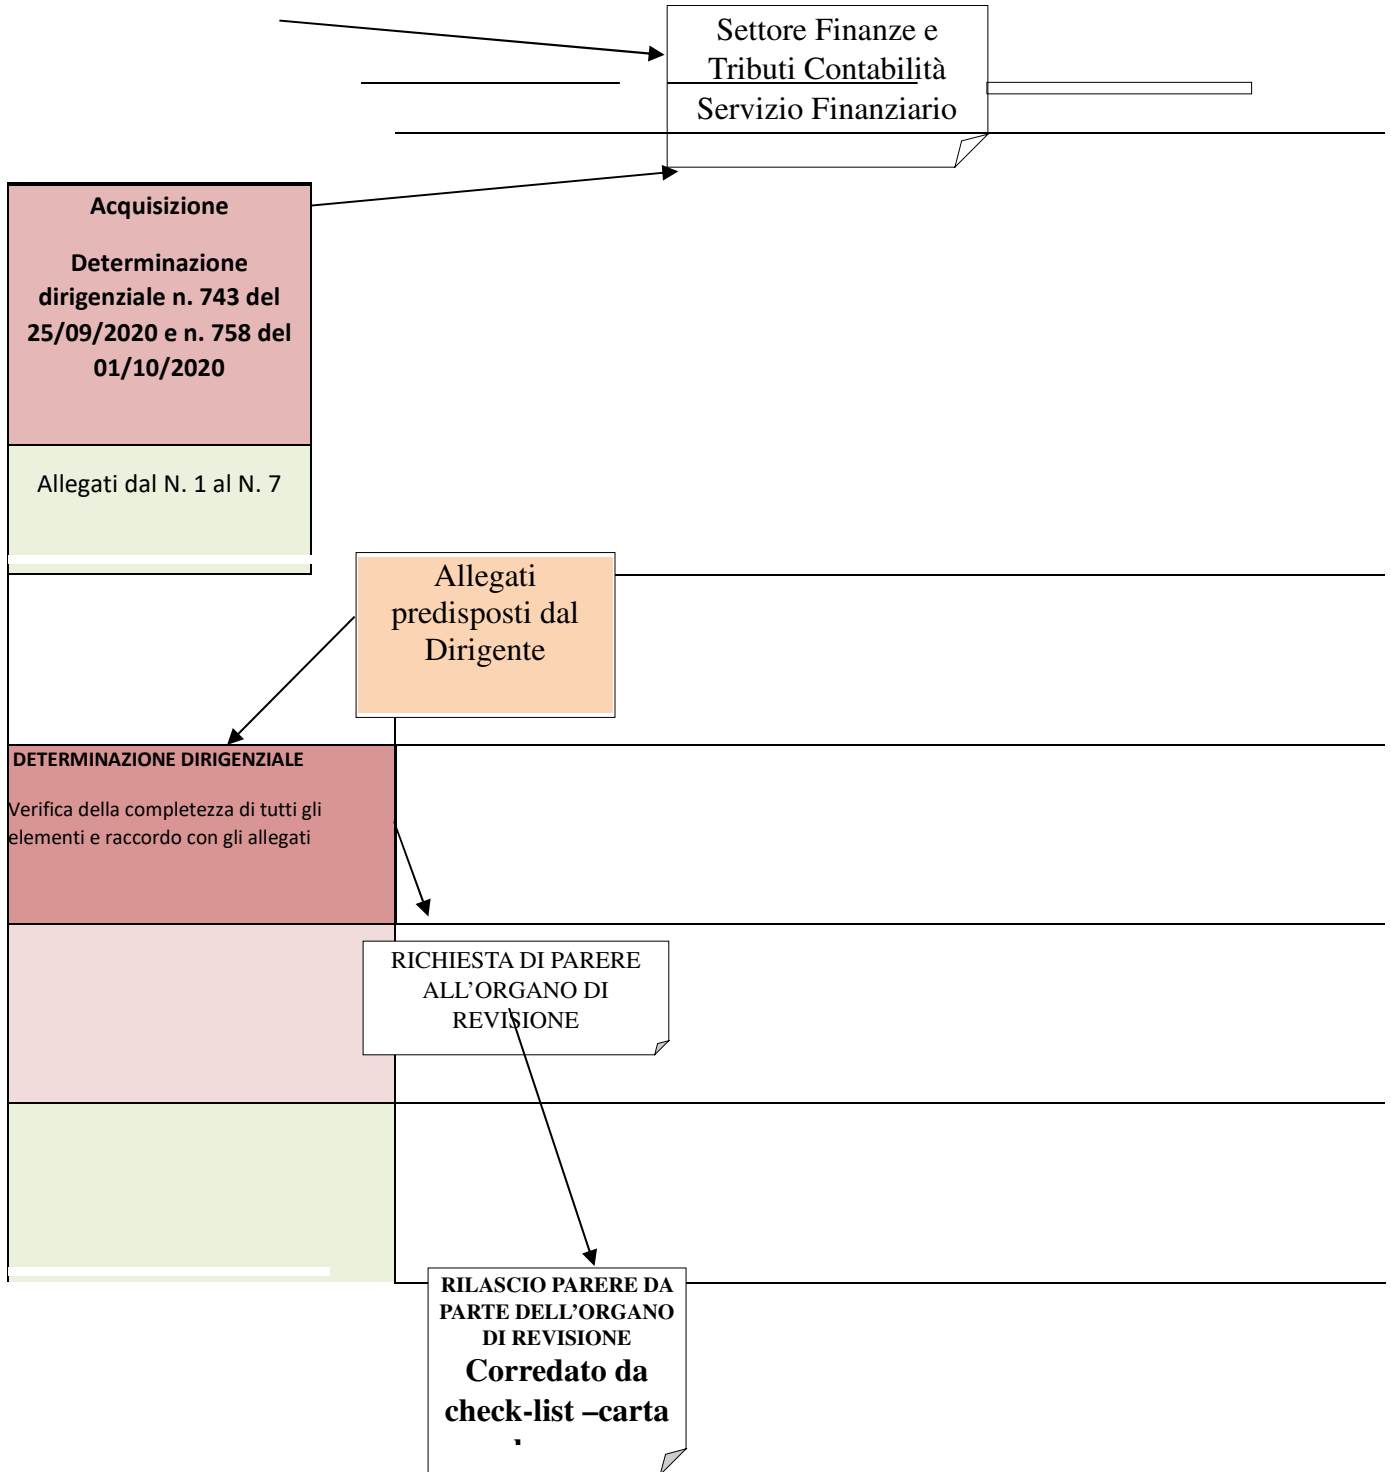 Settore Finanze e
Tributi Contabilità
Servizio Finanziario
Acquisizione
Determinazione
dirigenziale n. 743 del
25/09/2020 e n. 758 del
01/10/2020
Allegati dal N. 1 al N. 7
Allegati
predisposti dal
Dirigente
DETERMINAZIONE DIRIGENZIALE
Verifica della completezza di tutti gli
elementi e raccordo con gli allegati
RICHIESTA DI PARERE
ALL’ORGANO DI
REVISIONE
RILASCIO PARERE DA
PARTE DELL’ORGANO
DI REVISIONE
Corredato da
check-list –carta